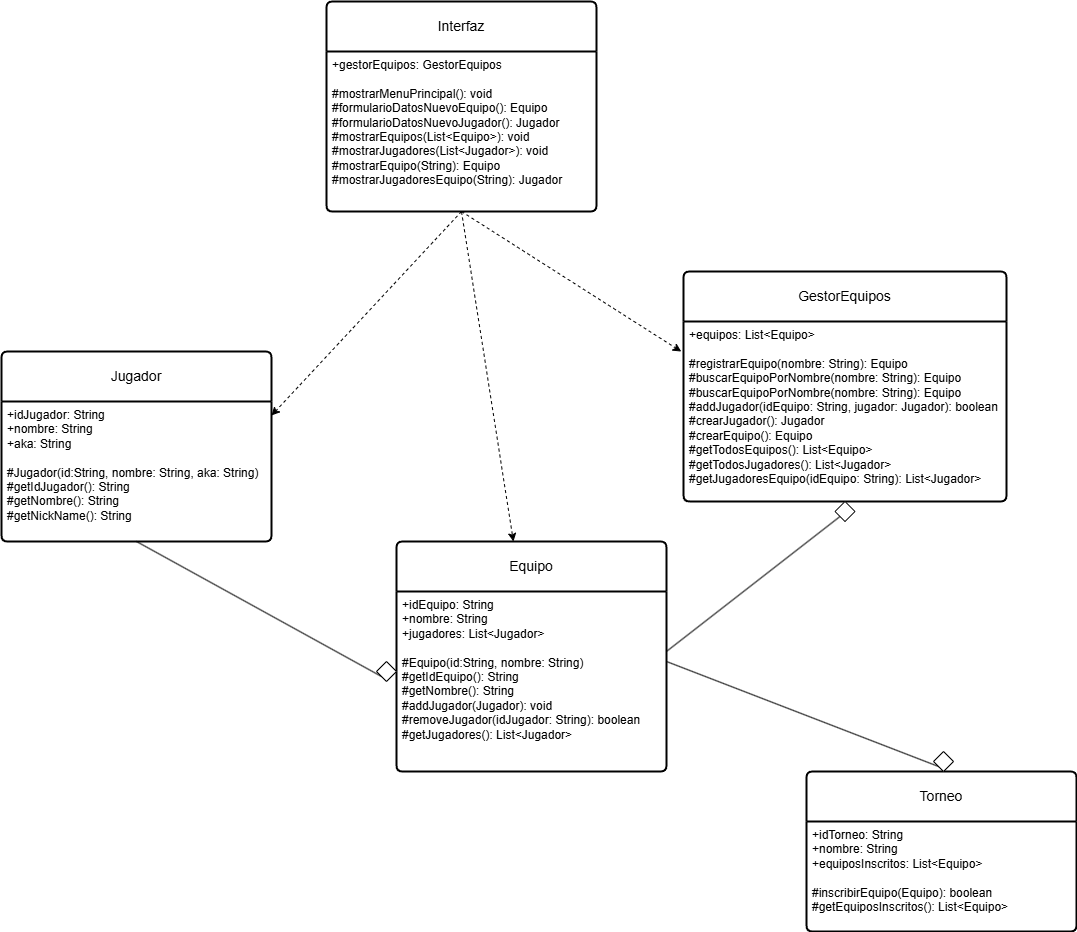 Interfaz
+gestorEquipos: GestorEquipos
#mostrarMenuPrincipal(): void
#formularioDatosNuevoEquipo(): Equipo
#formularioDatosNuevoJugador(): Jugador
#mostrarEquipos(List<Equipo>): void
#mostrarJugadores(List<Jugador>): void
#mostrarEquipo(String): Equipo
#mostrarJugadoresEquipo(String): Jugador
GestorEquipos
+equipos: List<Equipo>
#registrarEquipo(nombre: String): Equipo
#buscarEquipoPorNombre(nombre: String): Equipo
#buscarEquipoPorNombre(nombre: String): Equipo
#addJugador(idEquipo: String, jugador: Jugador): boolean
#crearJugador(): Jugador
#crearEquipo(): Equipo
#getTodosEquipos(): List<Equipo>
#getTodosJugadores(): List<Jugador>
#getJugadoresEquipo(idEquipo: String): List<Jugador>
Jugador
+idJugador: String
+nombre: String
+aka: String
#Jugador(id:String, nombre: String, aka: String)
#getIdJugador(): String
#getNombre(): String
#getNickName(): String
Equipo
+idEquipo: String
+nombre: String
+jugadores: List<Jugador>
#Equipo(id:String, nombre: String)
#getIdEquipo(): String
#getNombre(): String
#addJugador(Jugador): void
#removeJugador(idJugador: String): boolean
#getJugadores(): List<Jugador>
Torneo
+idTorneo: String
+nombre: String
+equiposInscritos: List<Equipo>
#inscribirEquipo(Equipo): boolean
#getEquiposInscritos(): List<Equipo>